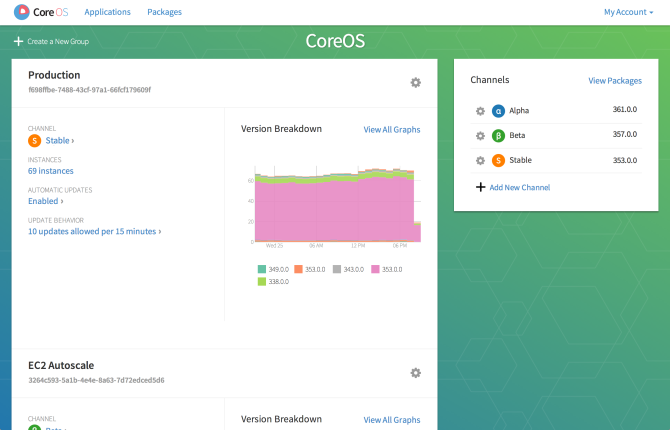 CoreOS
Applications
Packages
My Account
Create a New Group
CoreOS
Production
f698ffbe-7488-43cf-97a1-66fcf179609f
CHANNEL
S Stable ›
INSTANCES
69 instances
AUTOMATIC UPDATES
Enabled ›
UPDATE BEHAVIOR
10 updates allowed per 15 minutes ›
Version Breakdown
View All Graphs
60
40
20
0
Wed 25
06 AM
12 PM
06 PM
349.0.0
353.0.0
343.0.0
353.0.0
338.0.0
Channels
View Packages
α Alpha
361.0.0
β Beta
357.0.0
S Stable
353.0.0
Add New Channel
EC2 Autoscale
3264c593-5a1b-4e4e-8a63-7d72edced5d6
CHANNEL
β Beta ›
Version Breakdown
View All Graphs